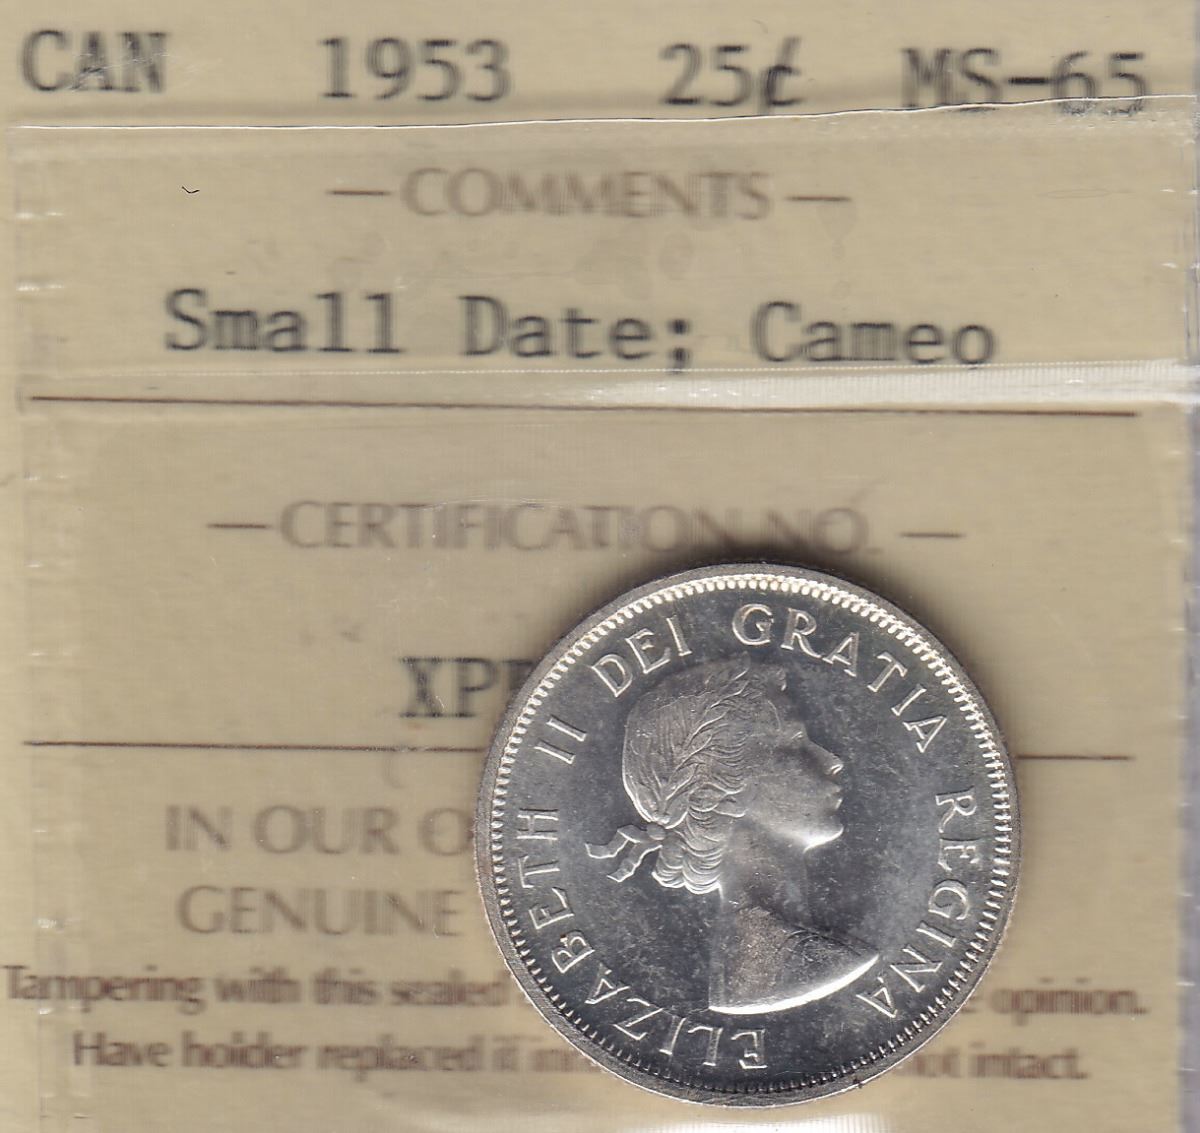 CAN 1953 25¢ MS-65
— COMMENTS —
Small Date; Cameo
— CERTIFICATION NO. —
XP
IN OUR O
GENUINE
Tampering with this sealed opinion.
Have holder replaced if not intact.
ELIZABETH II DEI GRATIA REGINA